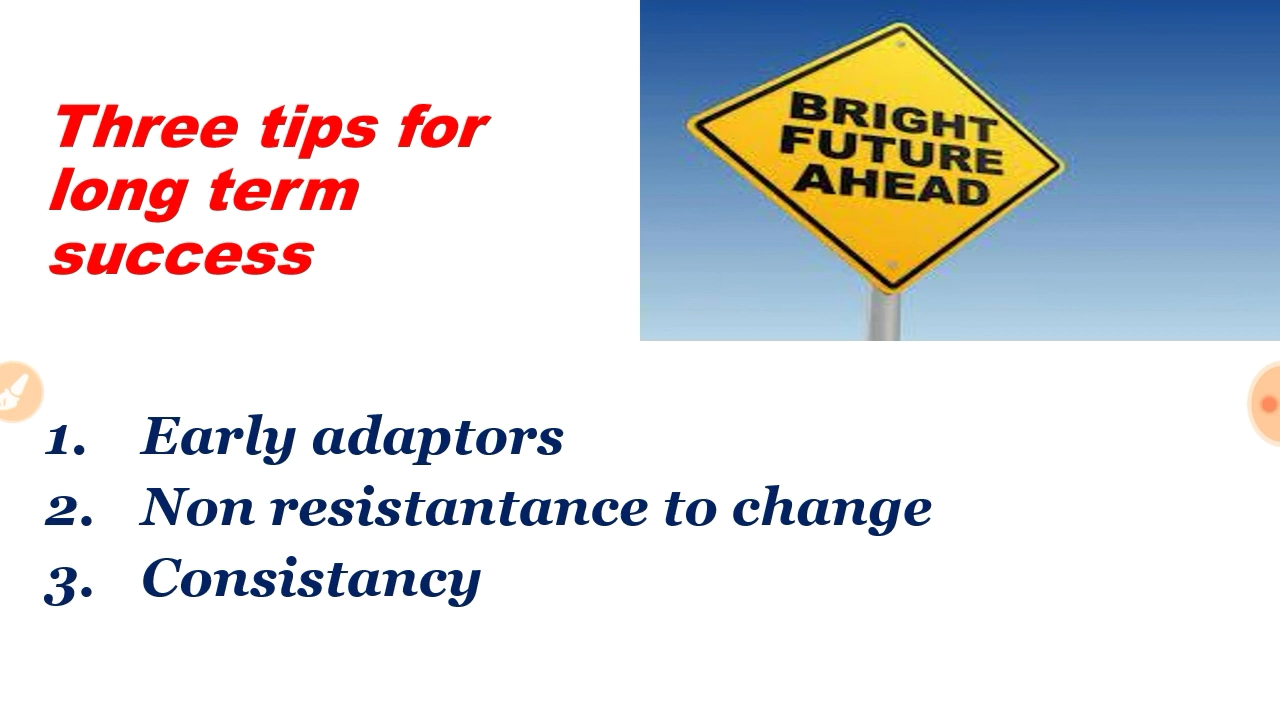 Three tips for
long term
success
BRIGHT
FUTURE
AHEAD
1. Early adaptors
2. Non resistantance to change
3. Consistancy